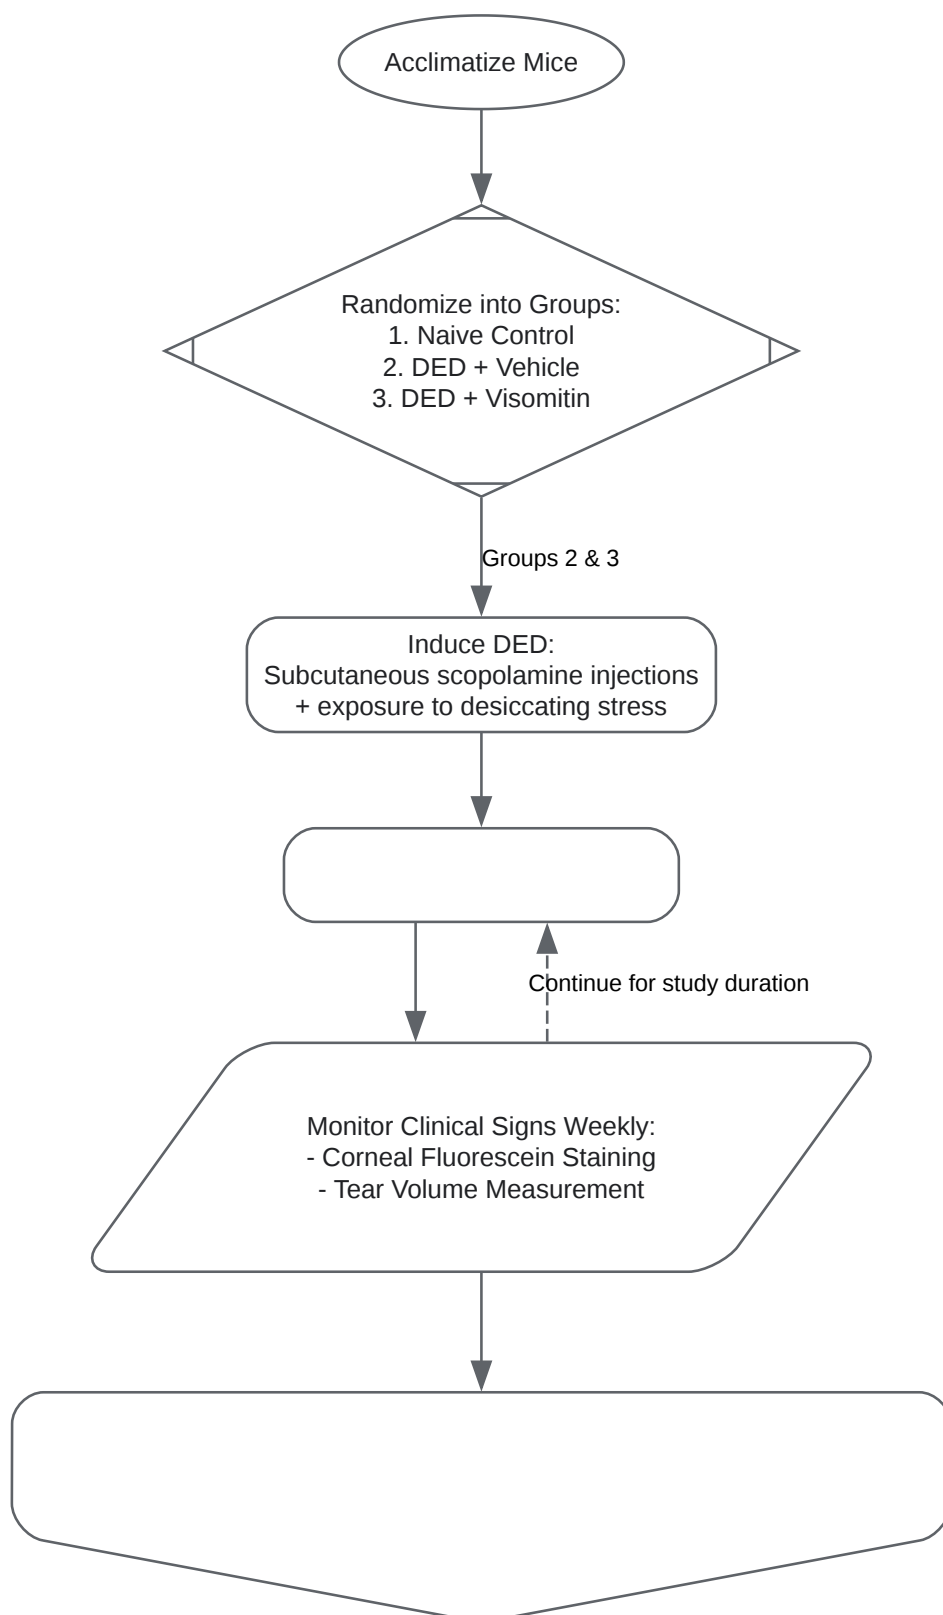 Acclimatize Mice
Randomize into Groups:
1. Naive Control
2. DED + Vehicle
3. DED + Visomitin
Groups 2 & 3
Induce DED:
Subcutaneous scopolamine injections
+ exposure to desiccating stress
Continue for study duration
Monitor Clinical Signs Weekly:
- Corneal Fluorescein Staining
- Tear Volume Measurement